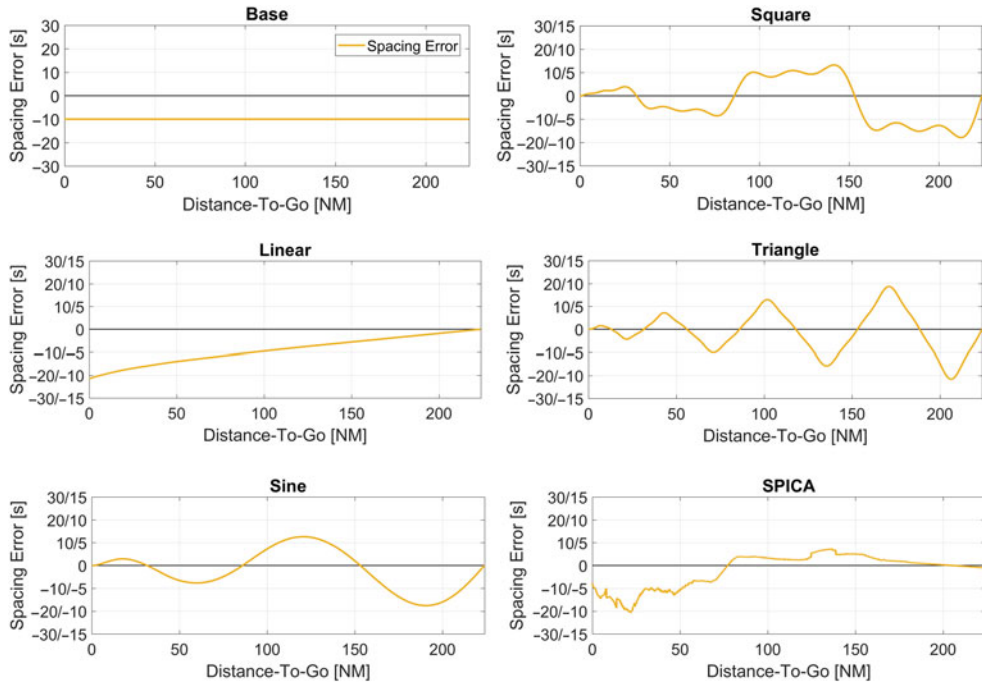 Base
Spacing Error [s]
30
20
10
0
−10
−20
−30
Spacing Error
0 50 100 150 200
Distance-To-Go [NM]
Square
Spacing Error [s]
30/15
20/10
10/5
0
−10/−5
−20/−10
−30/−15
0 50 100 150 200
Distance-To-Go [NM]
Linear
Spacing Error [s]
30/15
20/10
10/5
0
−10/−5
−20/−10
−30/−15
0 50 100 150 200
Distance-To-Go [NM]
Triangle
Spacing Error [s]
30/15
20/10
10/5
0
−10/−5
−20/−10
−30/−15
0 50 100 150 200
Distance-To-Go [NM]
Sine
Spacing Error [s]
30/15
20/10
10/5
0
−10/−5
−20/−10
−30/−15
0 50 100 150 200
Distance-To-Go [NM]
SPICA
Spacing Error [s]
30/15
20/10
10/5
0
−10/−5
−20/−10
−30/−15
0 50 100 150 200
Distance-To-Go [NM]